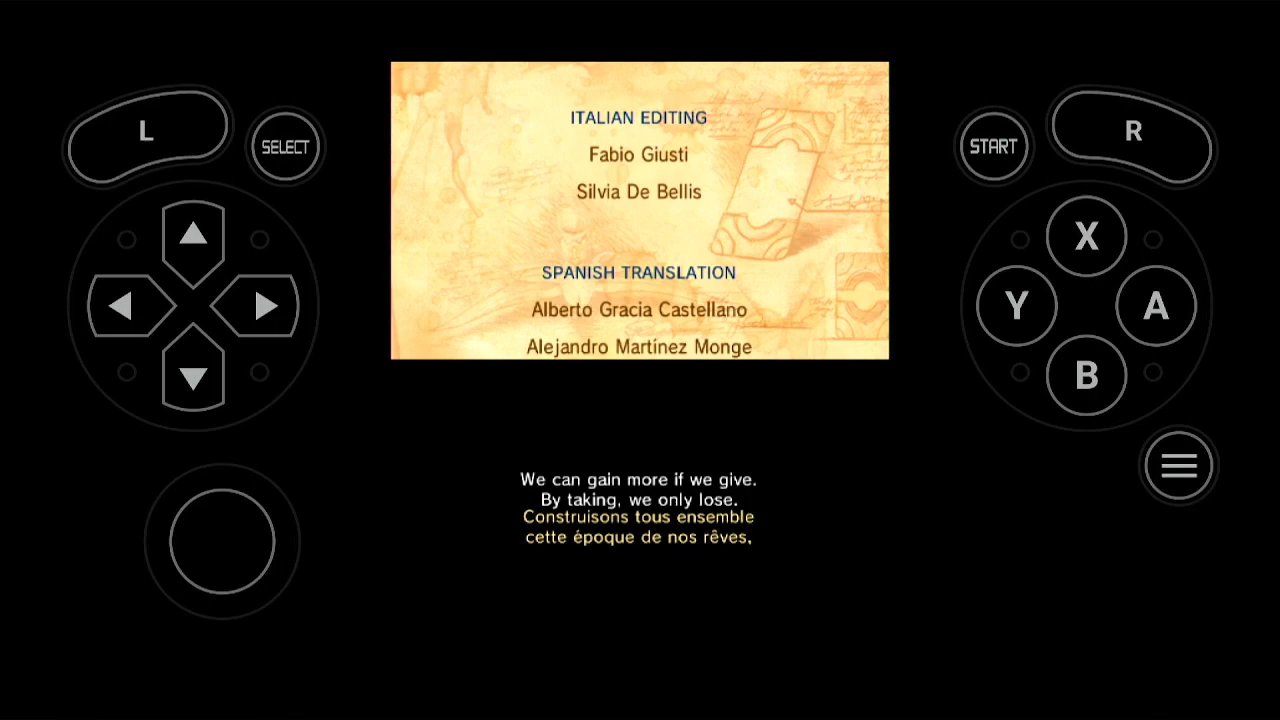 L
SELECT
START
R
ITALIAN EDITING
Fabio Giusti
Silvia De Bellis
SPANISH TRANSLATION
Alberto Gracia Castellano
Alejandro Martínez Monge
X
Y
A
B
We can gain more if we give.
By taking, we only lose.
Construisons tous ensemble
cette époque de nos rêves,